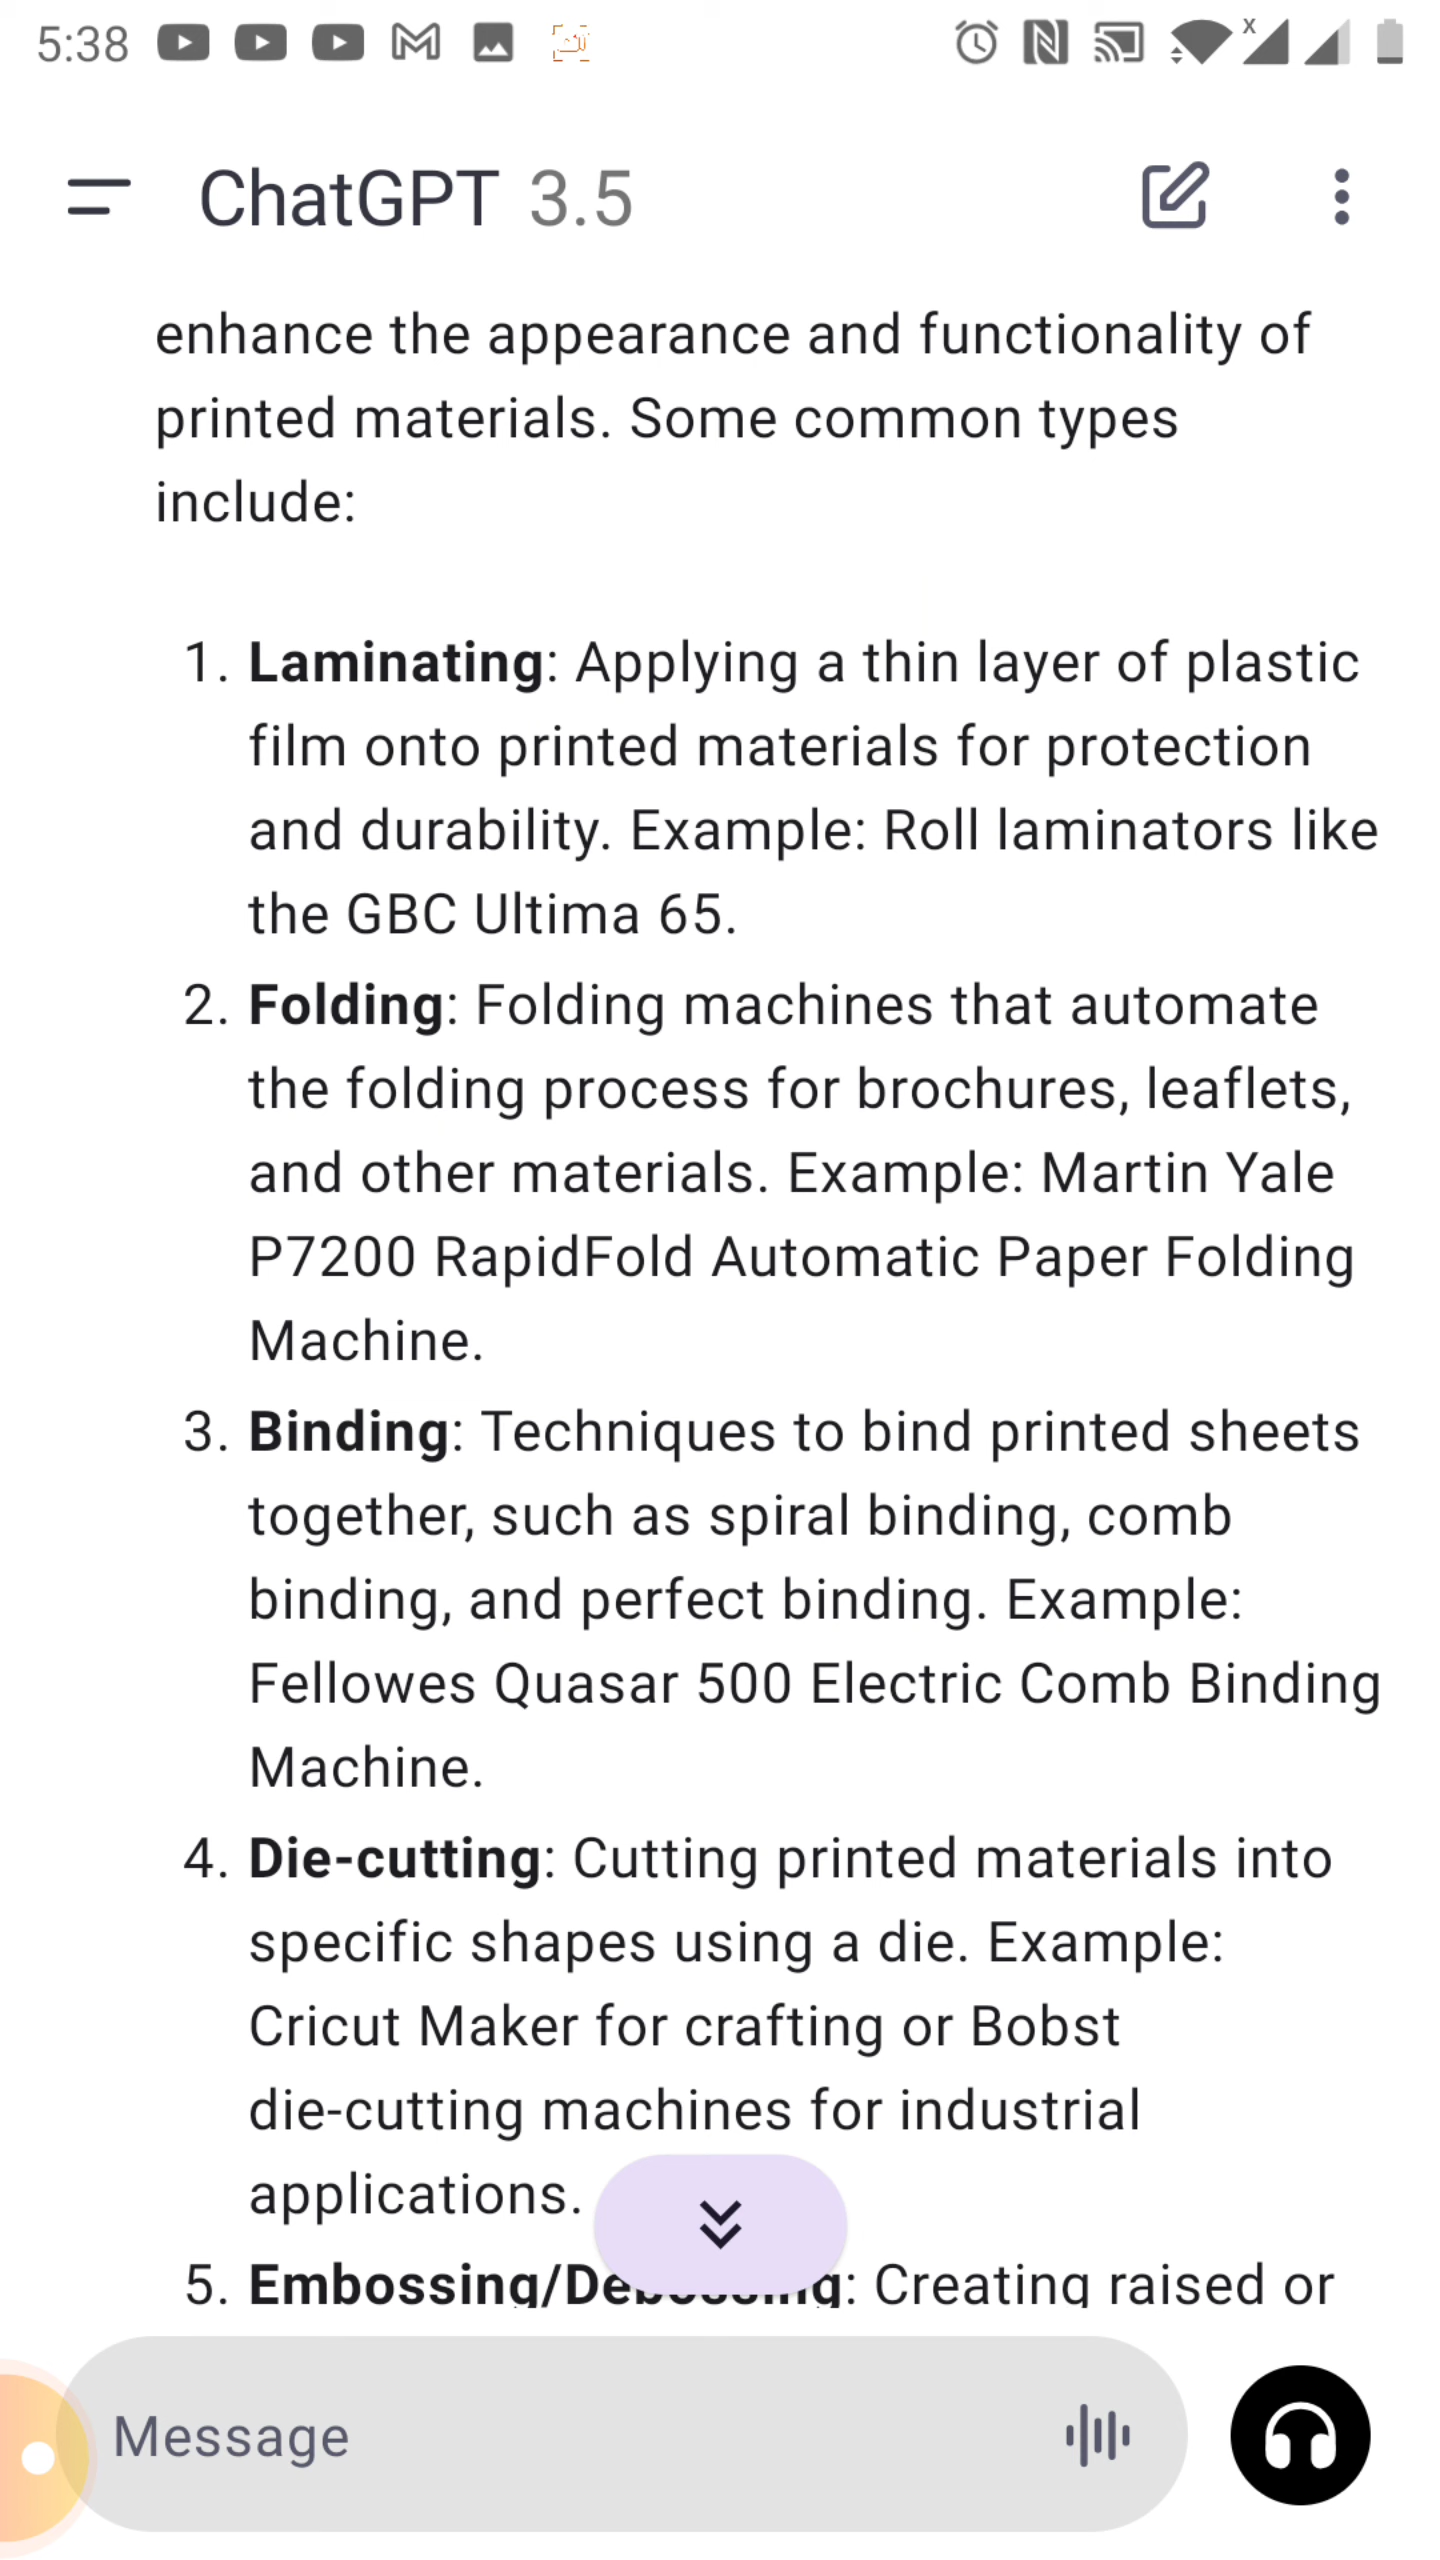 5:38
ChatGPT 3.5
enhance the appearance and functionality of
printed materials. Some common types
include:
1. Laminating: Applying a thin layer of plastic
film onto printed materials for protection
and durability. Example: Roll laminators like
the GBC Ultima 65.
2. Folding: Folding machines that automate
the folding process for brochures, leaflets,
and other materials. Example: Martin Yale
P7200 RapidFold Automatic Paper Folding
Machine.
3. Binding: Techniques to bind printed sheets
together, such as spiral binding, comb
binding, and perfect binding. Example:
Fellowes Quasar 500 Electric Comb Binding
Machine.
4. Die-cutting: Cutting printed materials into
specific shapes using a die. Example:
Cricut Maker for crafting or Bobst
die-cutting machines for industrial
applications.
5. Embossing/Debossing: Creating raised or
Message